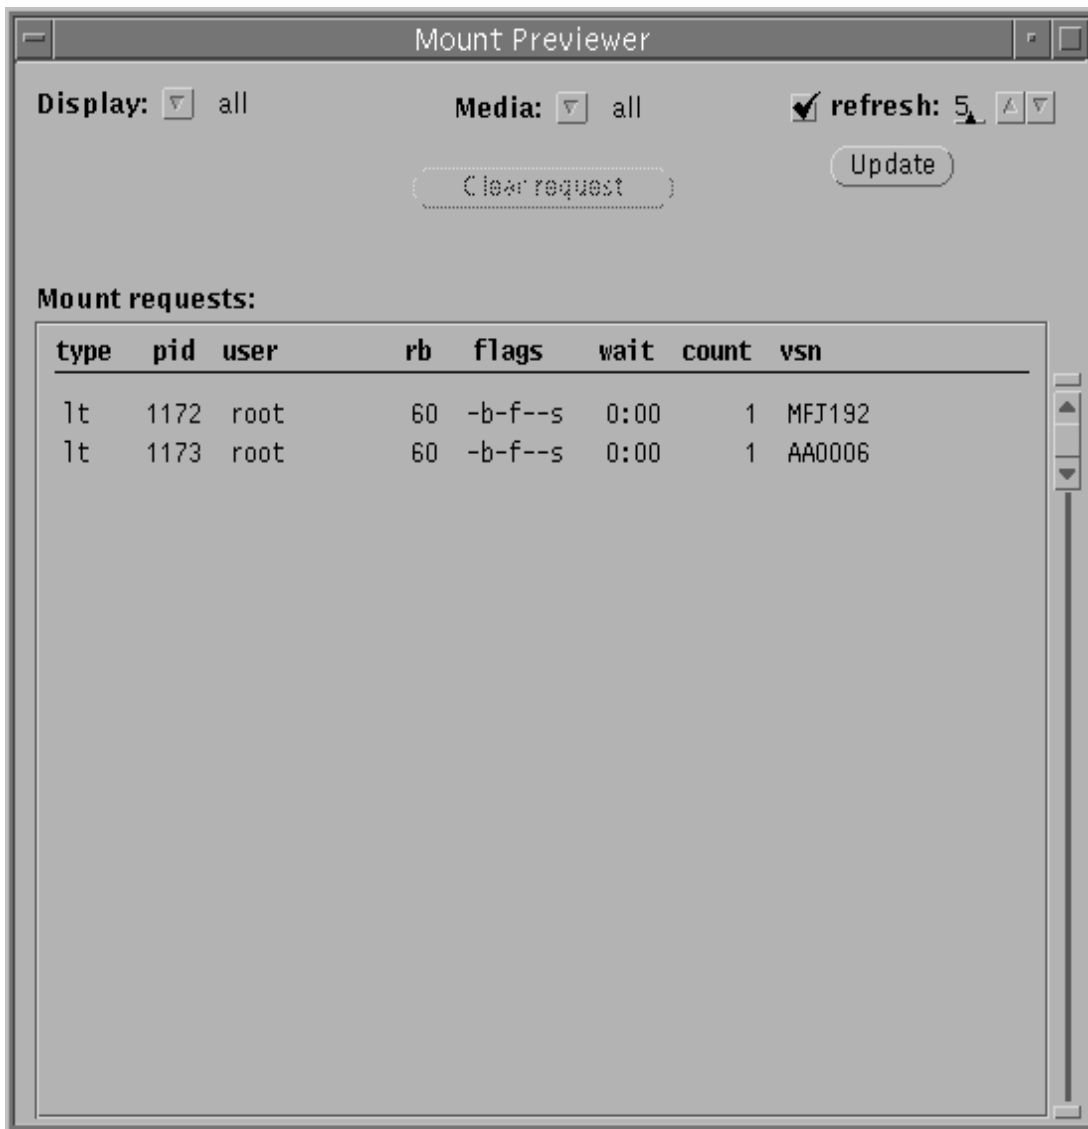 Mount Previewer
Display: all Media: all refresh: 5
Update
Clear request
Mount requests:
type pid user rb flags wait count vsn
lt 1172 root 60 -b-f--s 0:00 1 MFJ192
lt 1173 root 60 -b-f--s 0:00 1 AA0006